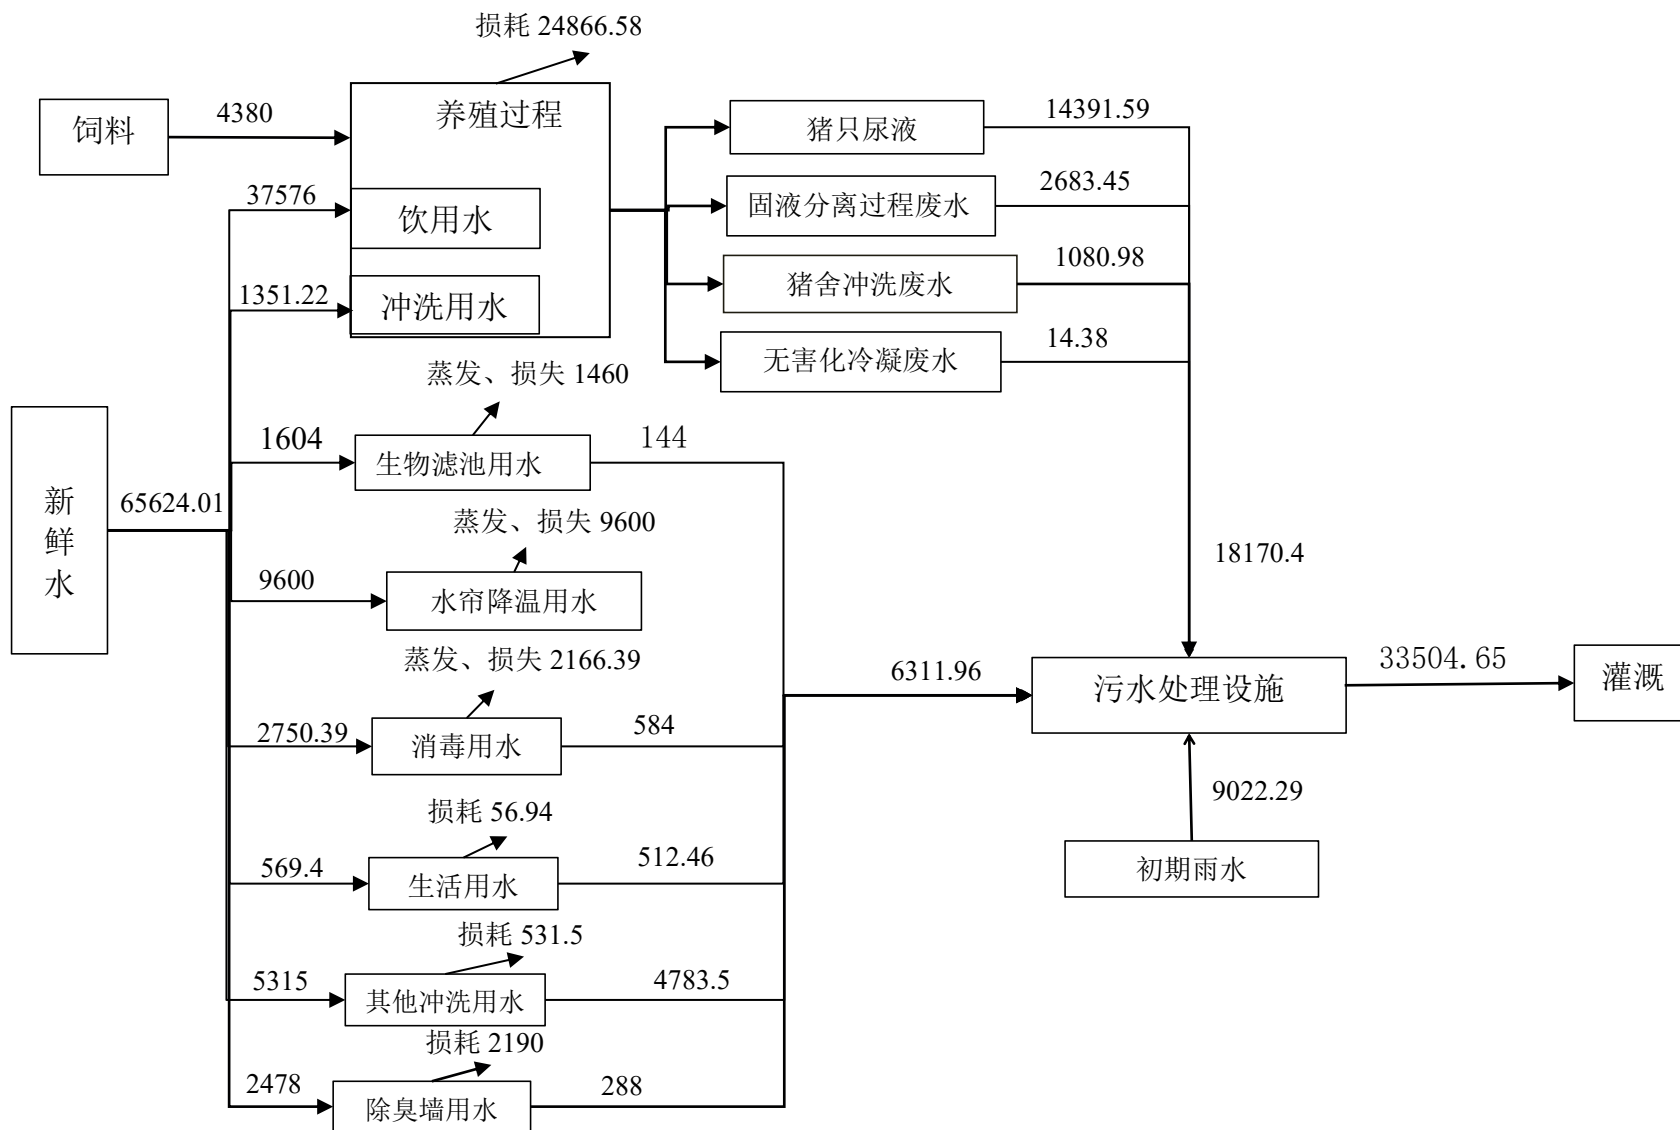 损耗 24866.58
饲料
4380
养殖过程
猪只尿液
14391.59
37576
饮用水
固液分离过程废水
2683.45
1351.22
冲洗用水
猪舍冲洗废水
1080.98
无害化冷凝废水
14.38
蒸发、损失 1460
1604
生物滤池用水
144
新
鲜
水
65624.01
蒸发、损失 9600
9600
水帘降温用水
18170.4
蒸发、损失 2166.39
2750.39
消毒用水
584
6311.96
污水处理设施
33504.65
灌溉
9022.29
初期雨水
损耗 56.94
569.4
生活用水
512.46
损耗 531.5
5315
其他冲洗用水
4783.5
损耗 2190
2478
除臭墙用水
288